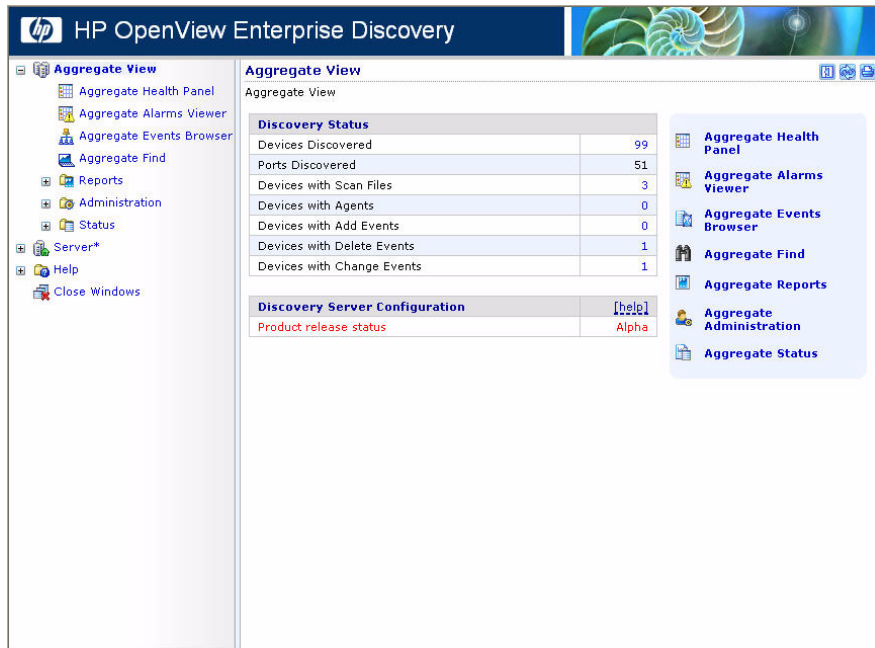 hp HP OpenView Enterprise Discovery
Aggregate View
Aggregate Health Panel
Aggregate Alarms Viewer
Aggregate Events Browser
Aggregate Find
Reports
Administration
Status
Server*
Help
Close Windows
Aggregate View
Aggregate View
Discovery Status
Devices Discovered 99
Ports Discovered 51
Devices with Scan Files 3
Devices with Agents 0
Devices with Add Events 0
Devices with Delete Events 1
Devices with Change Events 1
Discovery Server Configuration [help]
Product release status Alpha
Aggregate Health
Panel
Aggregate Alarms
Viewer
Aggregate Events
Browser
Aggregate Find
Aggregate Reports
Aggregate
Administration
Aggregate Status